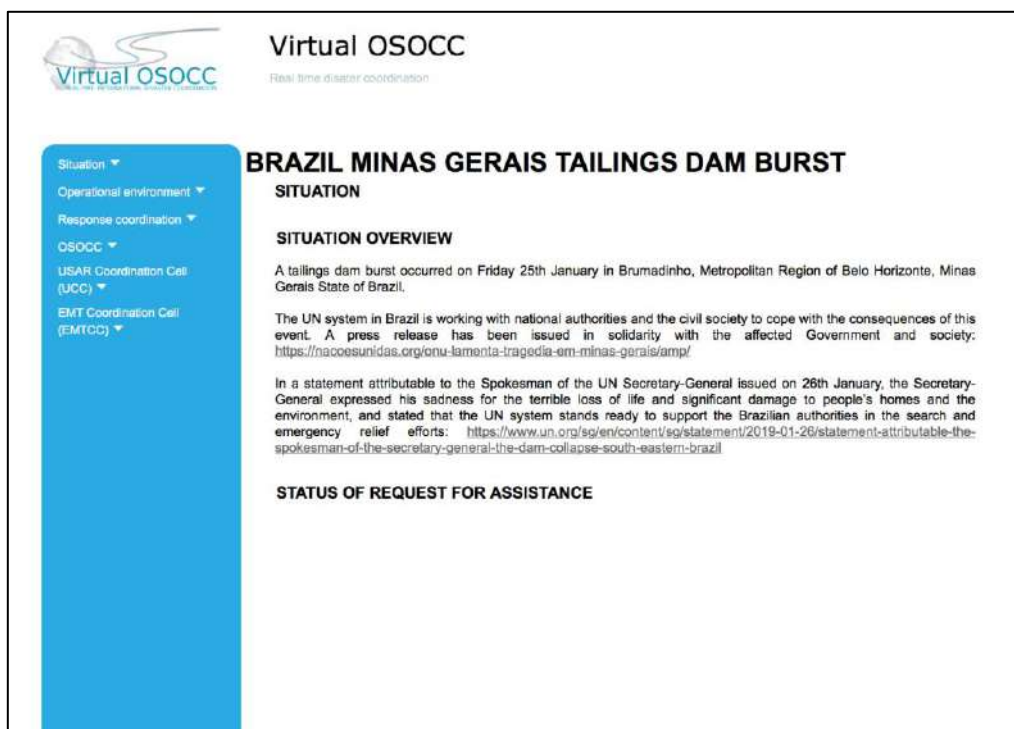 Virtual OSOCC
Virtual OSOCC
Real time disater coordination
Situation
Operational environment
Response coordination
OSOCC
USAR Coordination Cell
(UCC)
EMT Coordination Cell
(EMTCC)
BRAZIL MINAS GERAIS TAILINGS DAM BURST
SITUATION
SITUATION OVERVIEW
A tailings dam burst occurred on Friday 25th January in Brumadinho, Metropolitan Region of Belo Horizonte, Minas
Gerais State of Brazil.
The UN system in Brazil is working with national authorities and the civil society to cope with the consequences of this
event. A press release has been issued in solidarity with the affected Government and society:
https://nacoesunidas.org/onu-lamenta-tragedia-em-minas-gerais/amp/
In a statement attributable to the Spokesman of the UN Secretary-General issued on 26th January, the Secretary-
General expressed his sadness for the terrible loss of life and significant damage to people's homes and the
environment, and stated that the UN system stands ready to support the Brazilian authorities in the search and
emergency relief efforts: https://www.un.org/sg/en/content/sg/statement/2019-01-26/statement-attributable-the-
spokesman-of-the-secretary-general-the-dam-collapse-south-eastern-brazil
STATUS OF REQUEST FOR ASSISTANCE